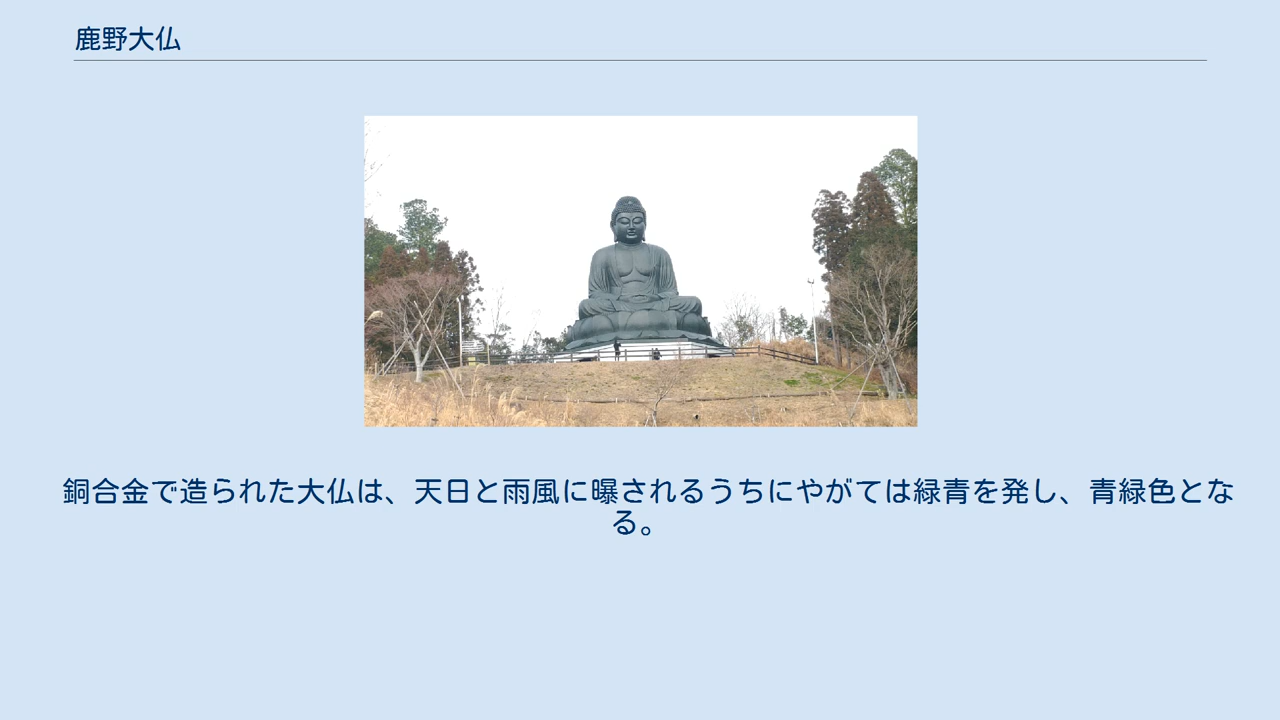 鹿野大仏
銅合金で造られた大仏は、天日と雨風に曝されるうちにやがては緑青を発し、青緑色とな
る。